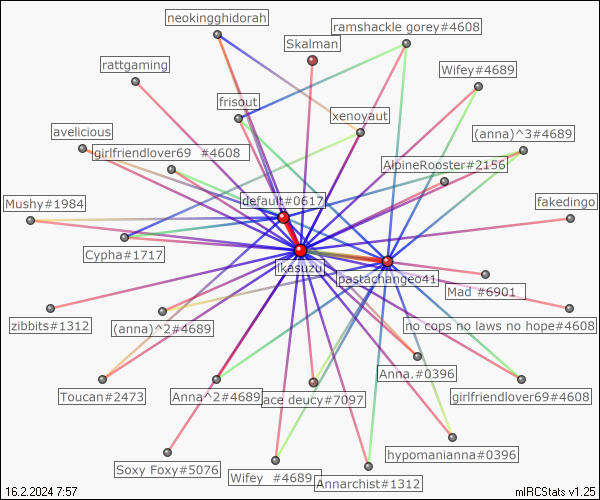 neokingghidorah
ramshackle gorey#4608
Skalman
rattgaming
Wifey#4689
frisout
xenoyaut
(anna)^3#4689
avelicious
girlfriendlover69 #4608
AlpineRooster#2156
default#0617
Mushy#1984
fakedingo
Cypha#1717
ikasuzu
pastachange041
Mad #6901
zibbits#1312
(anna)^2#4689
no cops no laws no hope#4608
Anna.#0396
Toucan#2473
Anna^2#4689
ace deucy#7097
girlfriendlover69#4608
hypomanianna#0396
Soxy Foxy#5076
Wifey #4689
Annarchist#1312
16.2.2024 7:57
mIRCStats v1.25